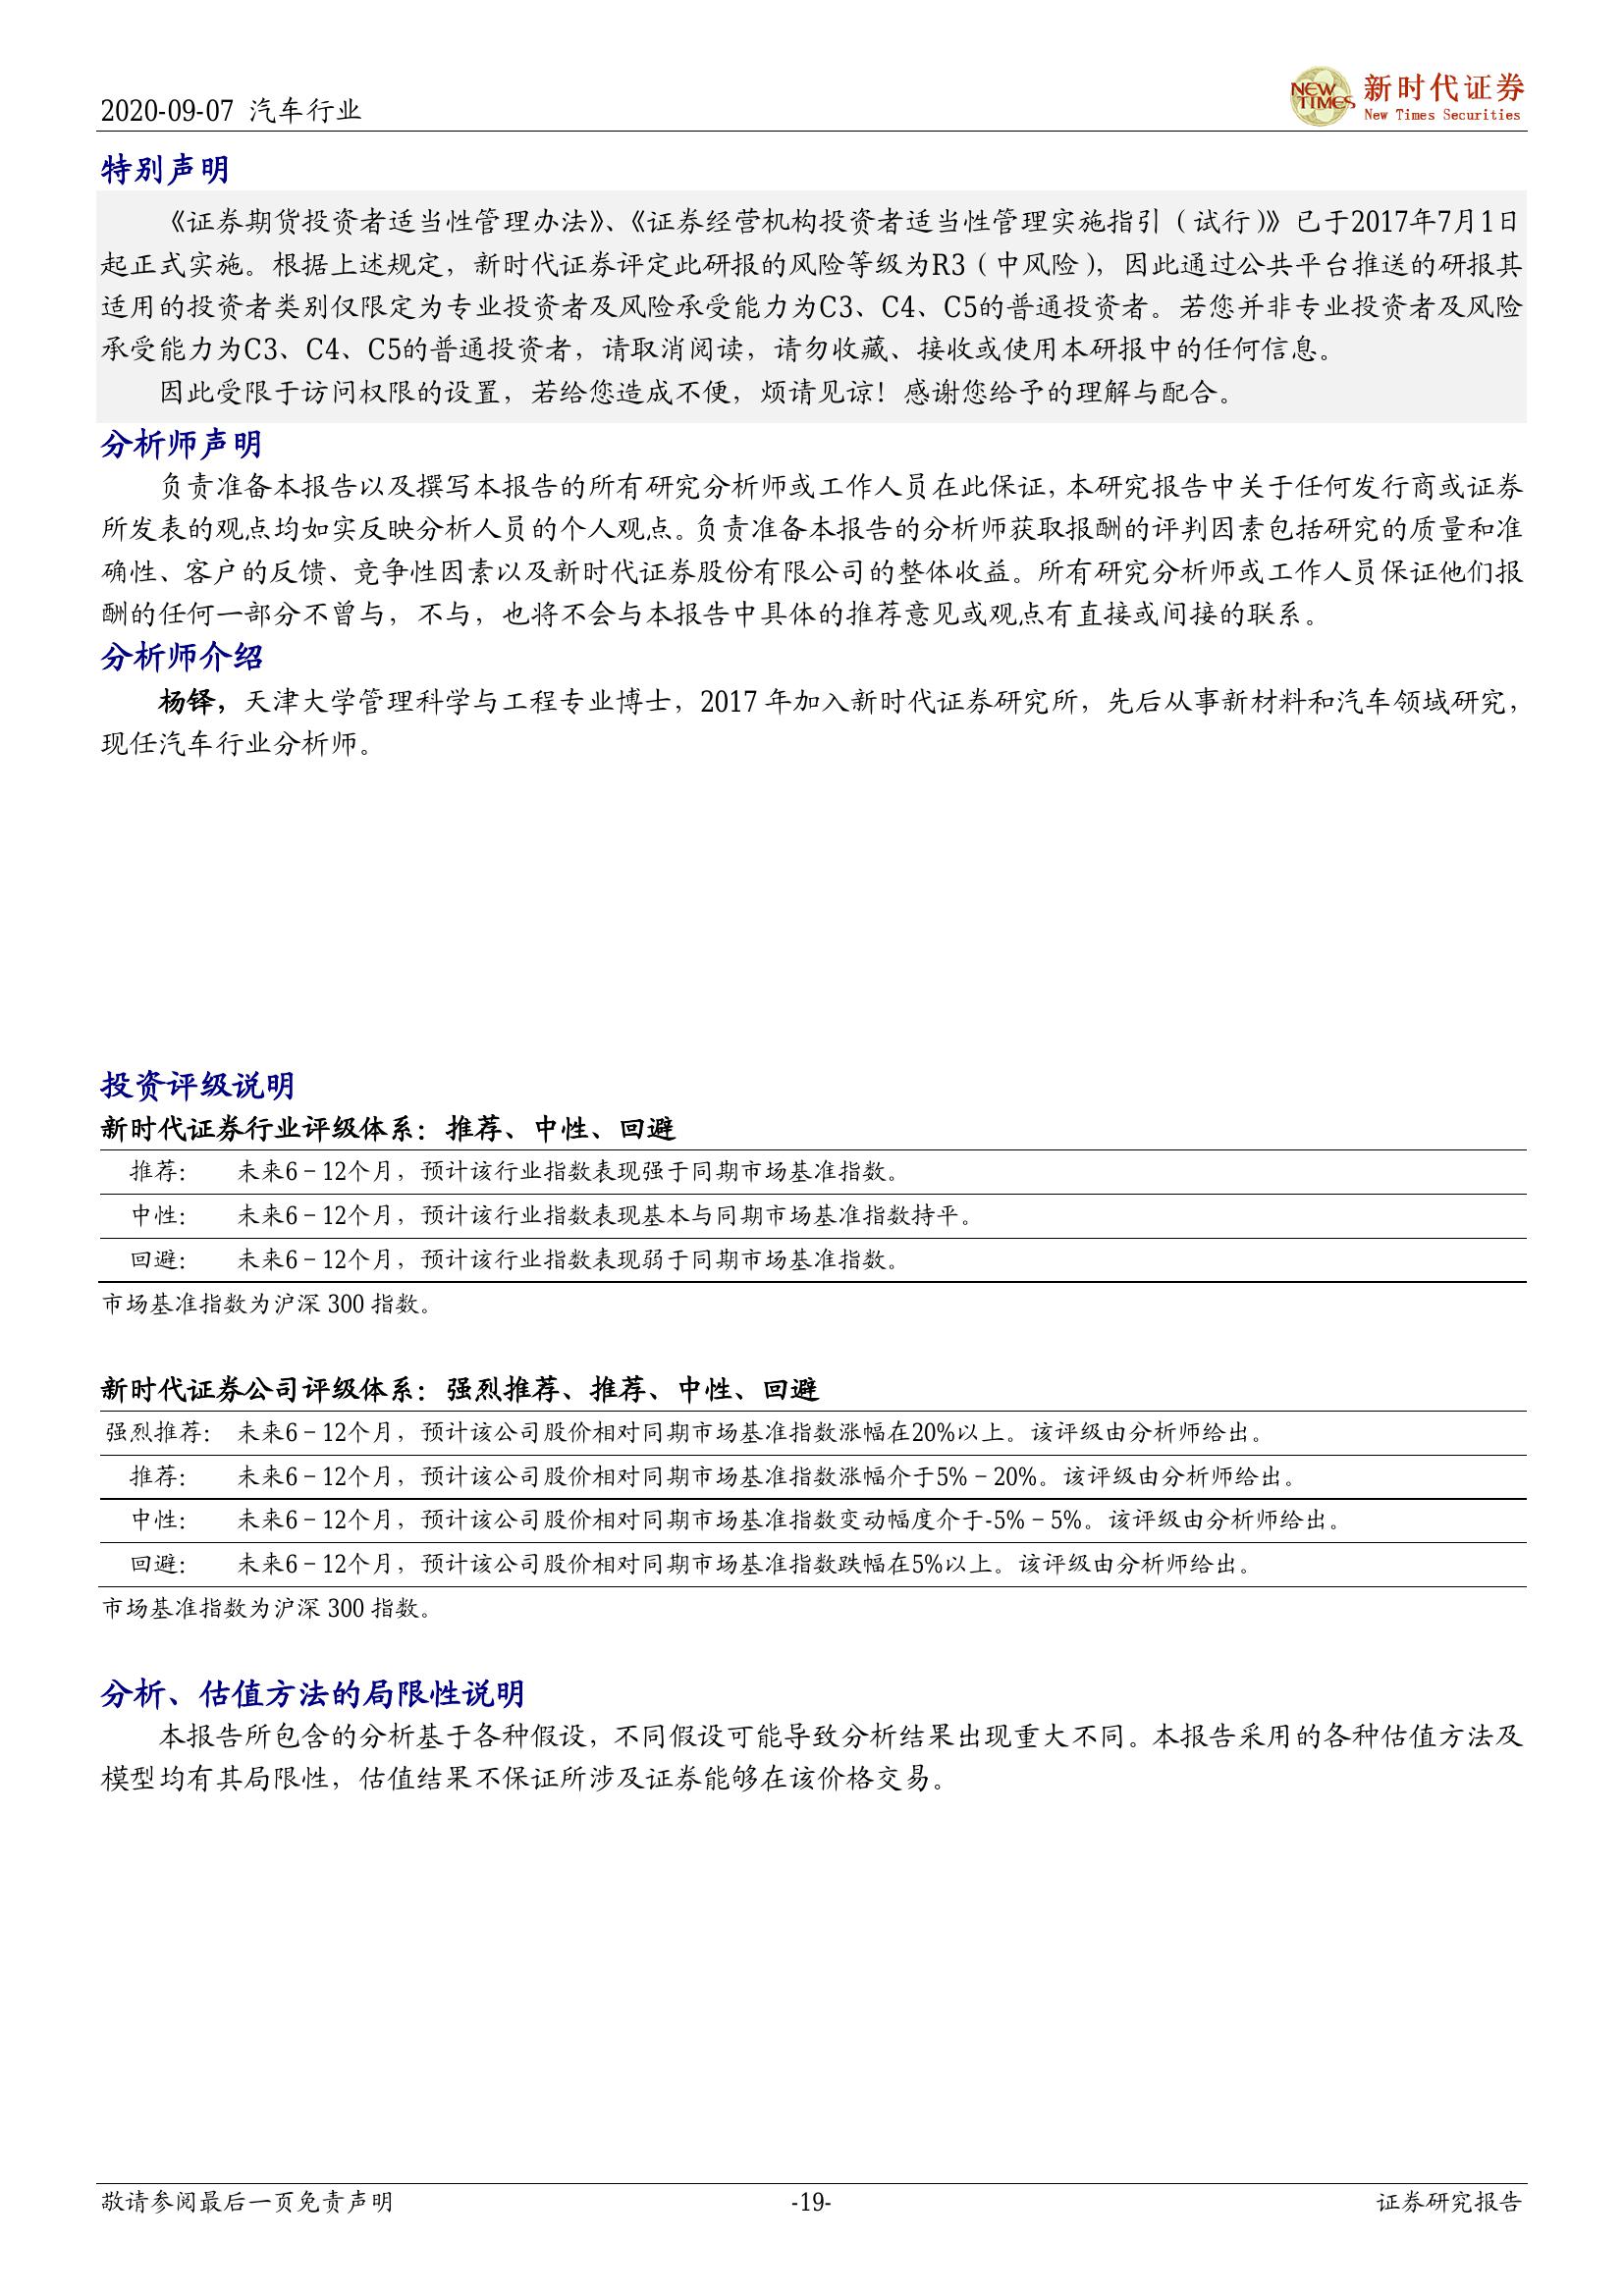 2020-09-07 汽车行业
NEW TIMES
新时代证券
New Times Securities
特别声明
《证券期货投资者适当性管理办法》、《证券经营机构投资者适当性管理实施指引（试行）》已于2017年7月1日
起正式实施。根据上述规定，新时代证券评定此研报的风险等级为R3（中风险），因此通过公共平台推送的研报其
适用的投资者类别仅限定为专业投资者及风险承受能力为C3、C4、C5的普通投资者。若您并非专业投资者及风险
承受能力为C3、C4、C5的普通投资者，请取消阅读，请勿收藏、接收或使用本研报中的任何信息。
因此受限于访问权限的设置，若给您造成不便，烦请见谅！感谢您给予的理解与配合。
分析师声明
负责准备本报告以及撰写本报告的所有研究分析师或工作人员在此保证，本研究报告中关于任何发行商或证券
所发表的观点均如实反映分析人员的个人观点。负责准备本报告的分析师获取报酬的评判因素包括研究的质量和准
确性、客户的反馈、竞争性因素以及新时代证券股份有限公司的整体收益。所有研究分析师或工作人员保证他们报
酬的任何一部分不曾与，不与，也将不会与本报告中具体的推荐意见或观点有直接或间接的联系。
分析师介绍
杨铎，天津大学管理科学与工程专业博士，2017 年加入新时代证券研究所，先后从事新材料和汽车领域研究，
现任汽车行业分析师。
投资评级说明
新时代证券行业评级体系：推荐、中性、回避
推荐： 未来6－12个月，预计该行业指数表现强于同期市场基准指数。
中性： 未来6－12个月，预计该行业指数表现基本与同期市场基准指数持平。
回避： 未来6－12个月，预计该行业指数表现弱于同期市场基准指数。
市场基准指数为沪深 300 指数。
新时代证券公司评级体系：强烈推荐、推荐、中性、回避
强烈推荐： 未来6－12个月，预计该公司股价相对同期市场基准指数涨幅在20%以上。该评级由分析师给出。
推荐： 未来6－12个月，预计该公司股价相对同期市场基准指数涨幅介于5%－20%。该评级由分析师给出。
中性： 未来6－12个月，预计该公司股价相对同期市场基准指数变动幅度介于-5%－5%。该评级由分析师给出。
回避： 未来6－12个月，预计该公司股价相对同期市场基准指数跌幅在5%以上。该评级由分析师给出。
市场基准指数为沪深 300 指数。
分析、估值方法的局限性说明
本报告所包含的分析基于各种假设，不同假设可能导致分析结果出现重大不同。本报告采用的各种估值方法及
模型均有其局限性，估值结果不保证所涉及证券能够在该价格交易。
敬请参阅最后一页免责声明 -19- 证券研究报告